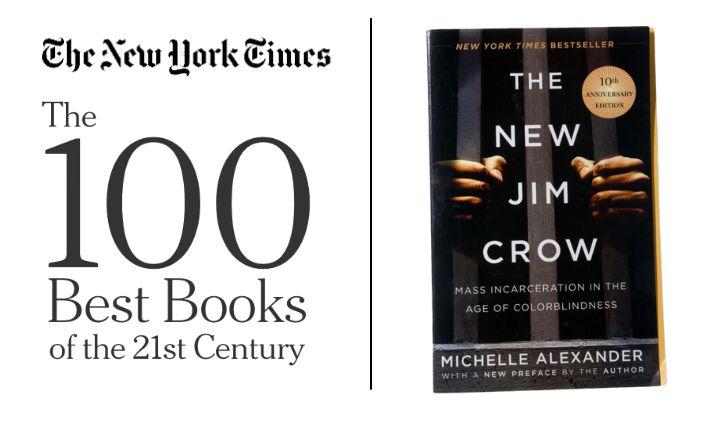 The New York Times
The
100
Best Books
of the 21st Century
NEW YORK TIMES BESTSELLER
THE
10th
ANNIVERSARY
EDITION
NEW
JIM
CROW
MASS INCARCERATION IN THE
AGE OF COLORBLINDNESS
MICHELLE ALEXANDER
WITH A NEW PREFACE BY THE AUTHOR